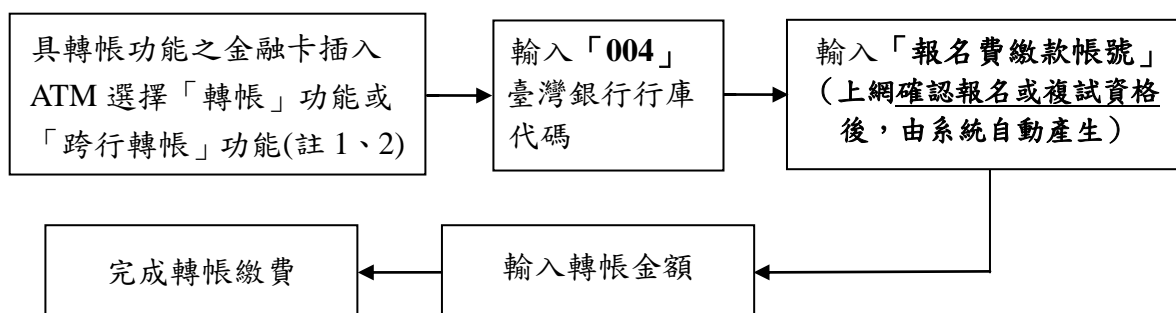 具轉帳功能之金融卡插入
ATM 選擇「轉帳」功能或
「跨行轉帳」功能(註 1、2)
輸入「004」
臺灣銀行行庫
代碼
輸入「報名費繳款帳號」
(上網確認報名或複試資格
後,由系統自動產生)
輸入轉帳金額
完成轉帳繳費